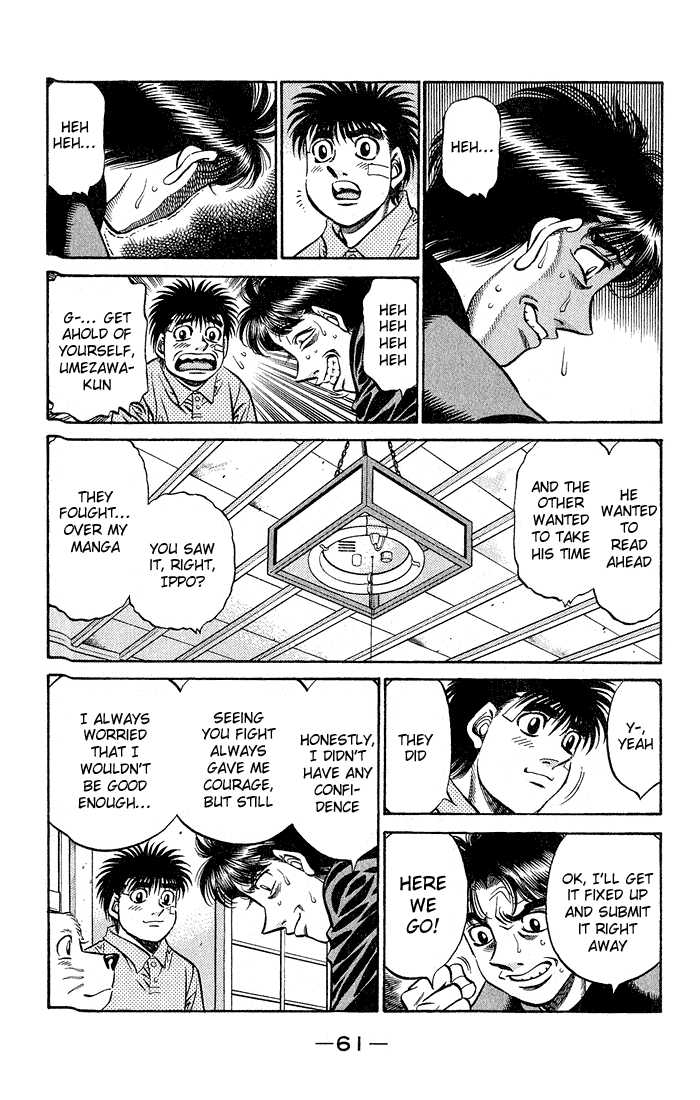 HEH...
HEH
HEH...
HEH
HEH
HEH
HEH
G-... GET
AHOLD OF
YOURSELF,
UMEZAWA-
KUN
HE
WANTED
TO
READ
AHEAD
AND THE
OTHER
WANTED
TO TAKE
HIS TIME
YOU SAW
IT, RIGHT,
IPPO?
THEY
FOUGHT...
OVER MY
MANGA
Y-,
YEAH
THEY
DID
OK, I'LL GET
IT FIXED UP
AND SUBMIT
IT RIGHT
AWAY
HERE
WE
GO!
HONESTLY,
I DIDN'T
HAVE ANY
CONFI-
DENCE
SEEING
YOU FIGHT
ALWAYS
GAVE ME
COURAGE,
BUT STILL
I ALWAYS
WORRIED
THAT I
WOULDN'T
BE GOOD
ENOUGH...
—61—